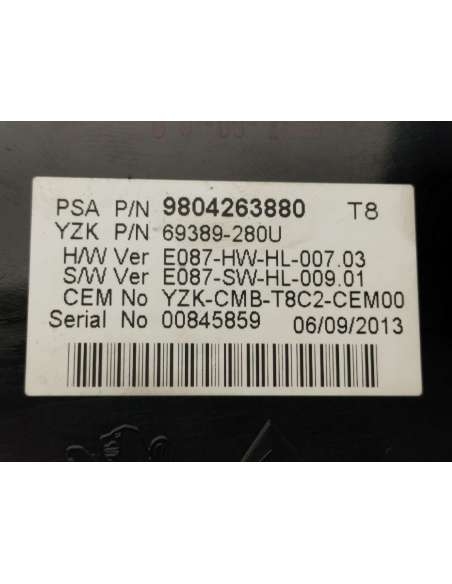 PSA P/N 9804263880 T8
YZK P/N 69389-280U
H/W Ver E087-HW-HL-007.03
S/W Ver E087-SW-HL-009.01
CEM No YZK-CMB-T8C2-CEM00
Serial No 00845859 06/09/2013